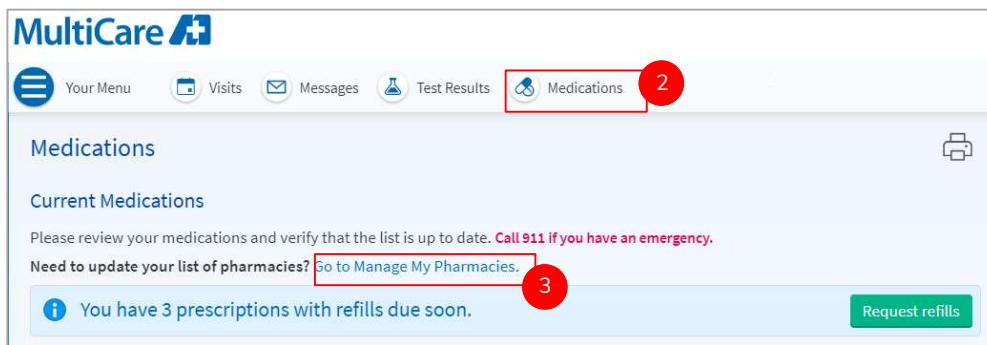 MultiCare
Your Menu Visits Messages Test Results Medications 2
Medications
Current Medications
Please review your medications and verify that the list is up to date. Call 911 if you have an emergency.
Need to update your list of pharmacies? Go to Manage My Pharmacies.
3
You have 3 prescriptions with refills due soon. Request refills